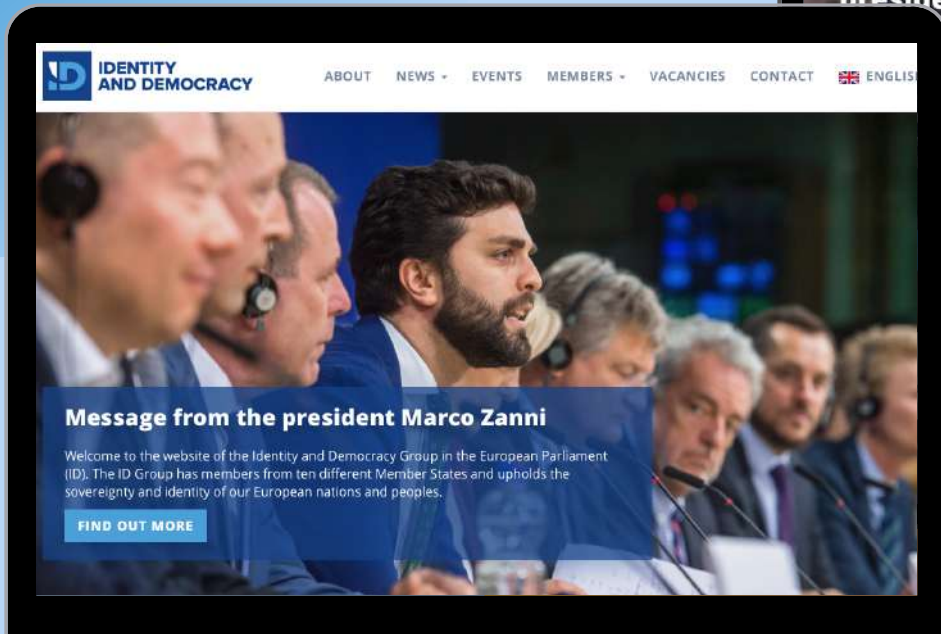 IDENTITY
AND DEMOCRACY
ABOUT NEWS EVENTS MEMBERS VACANCIES CONTACT
Message from the president Marco Zanni
Welcome to the website of the Identity and Democracy Group in the European Parliament
(ID). The ID Group has members from ten different Member States and upholds the
sovereignty and identity of our European nations and peoples.
FIND OUT MORE